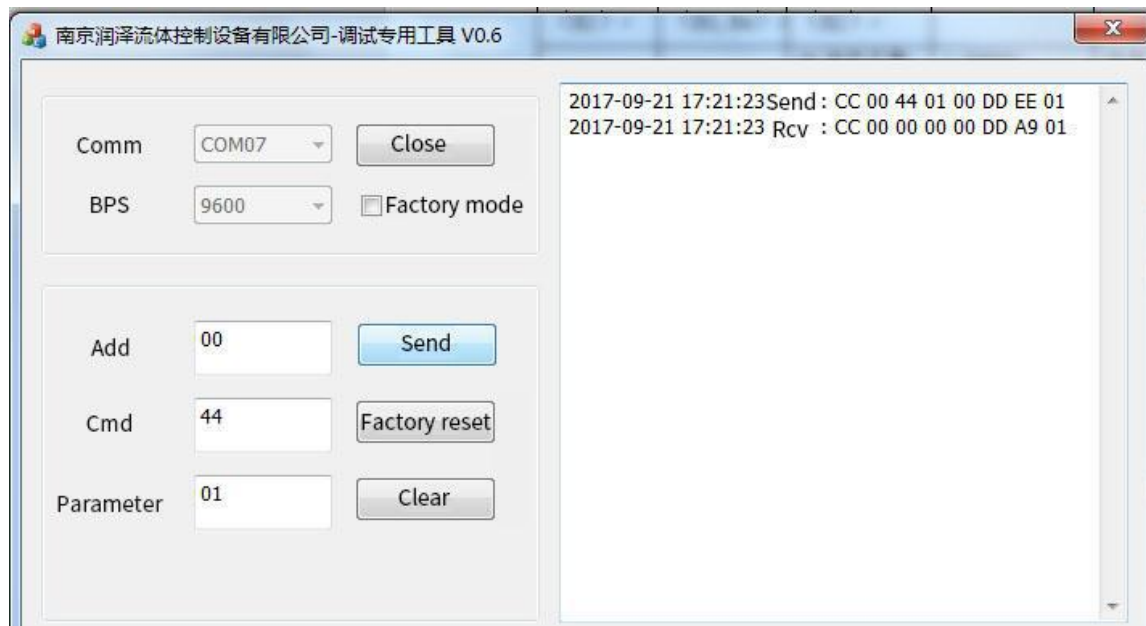 南京润泽流体控制设备有限公司-调试专用工具 V0.6
Comm
COM07
Close
BPS
9600
Factory mode
Add
00
Send
Cmd
44
Factory reset
Parameter
01
Clear
2017-09-21 17:21:23Send : CC 00 44 01 00 DD EE 01
2017-09-21 17:21:23 Rcv : CC 00 00 00 00 DD A9 01